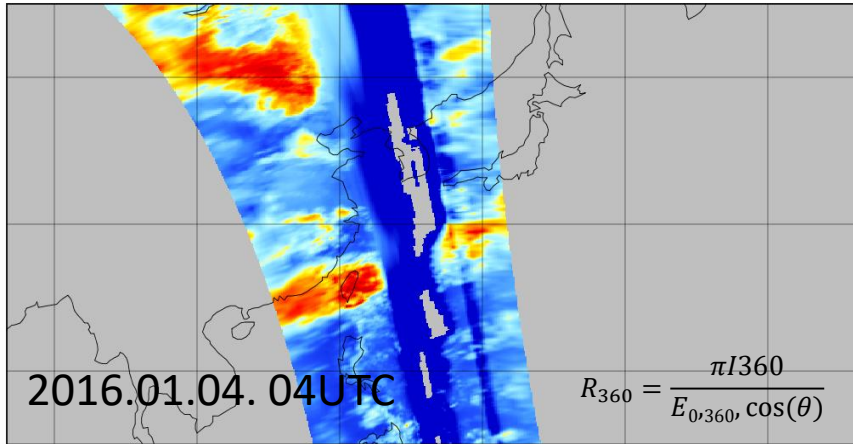 2016.01.04. 04UTC
R₃₆₀ = πI360 / E₀,₃₆₀, cos(θ)